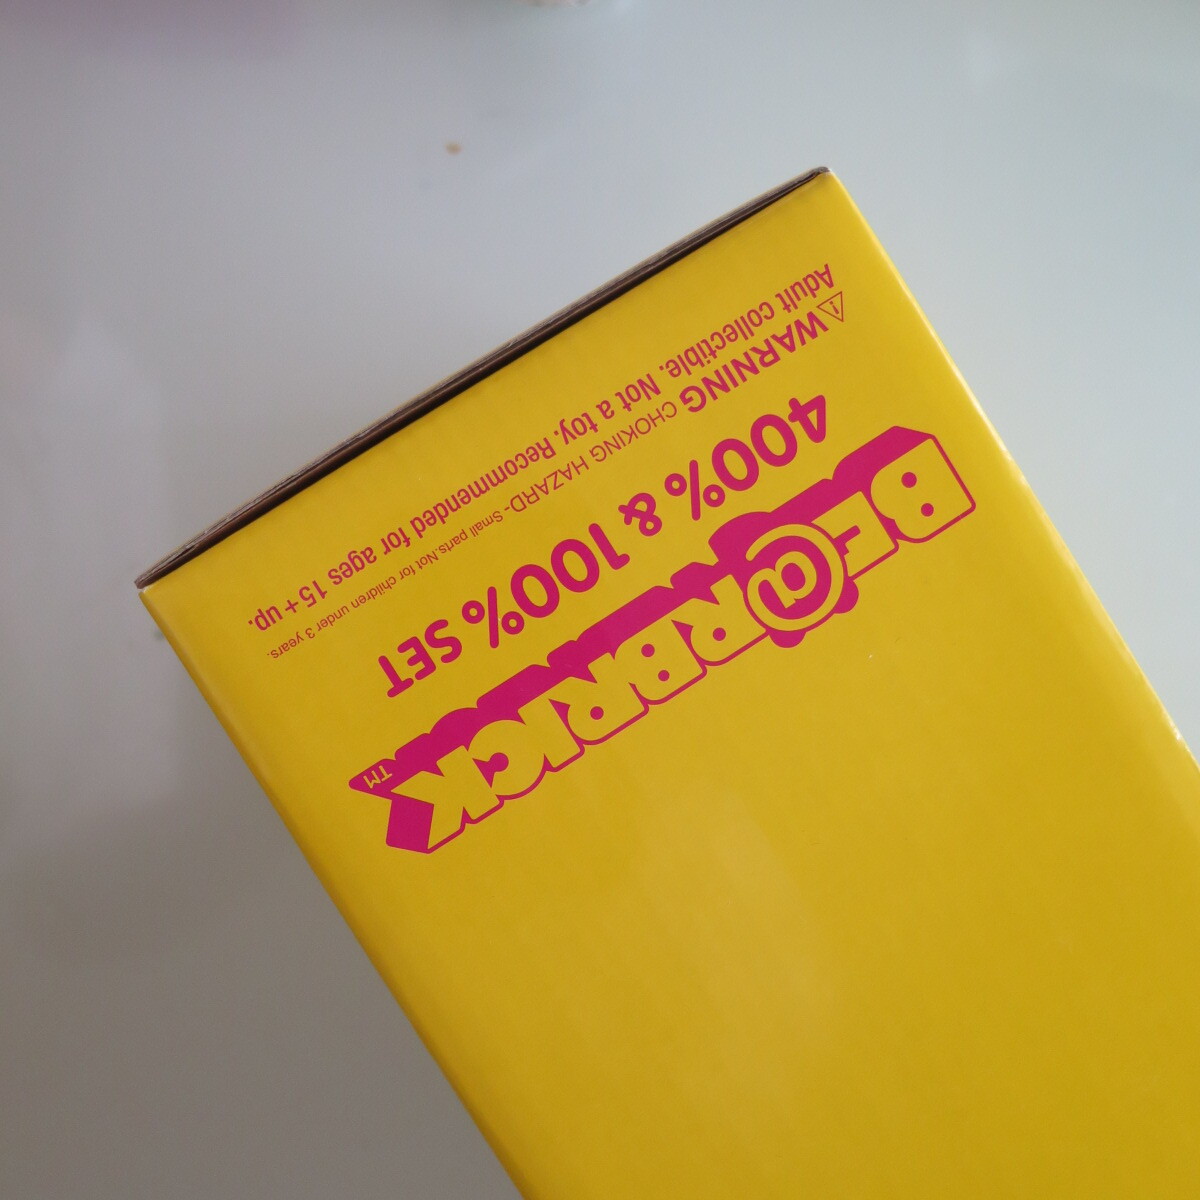 BE@RBRICK™
400% & 100% SET
⚠WARNING CHOKING HAZARD-Small parts.Not for children under 3 years.
Adult collectible. Not a toy. Recommended for ages 15+ up.